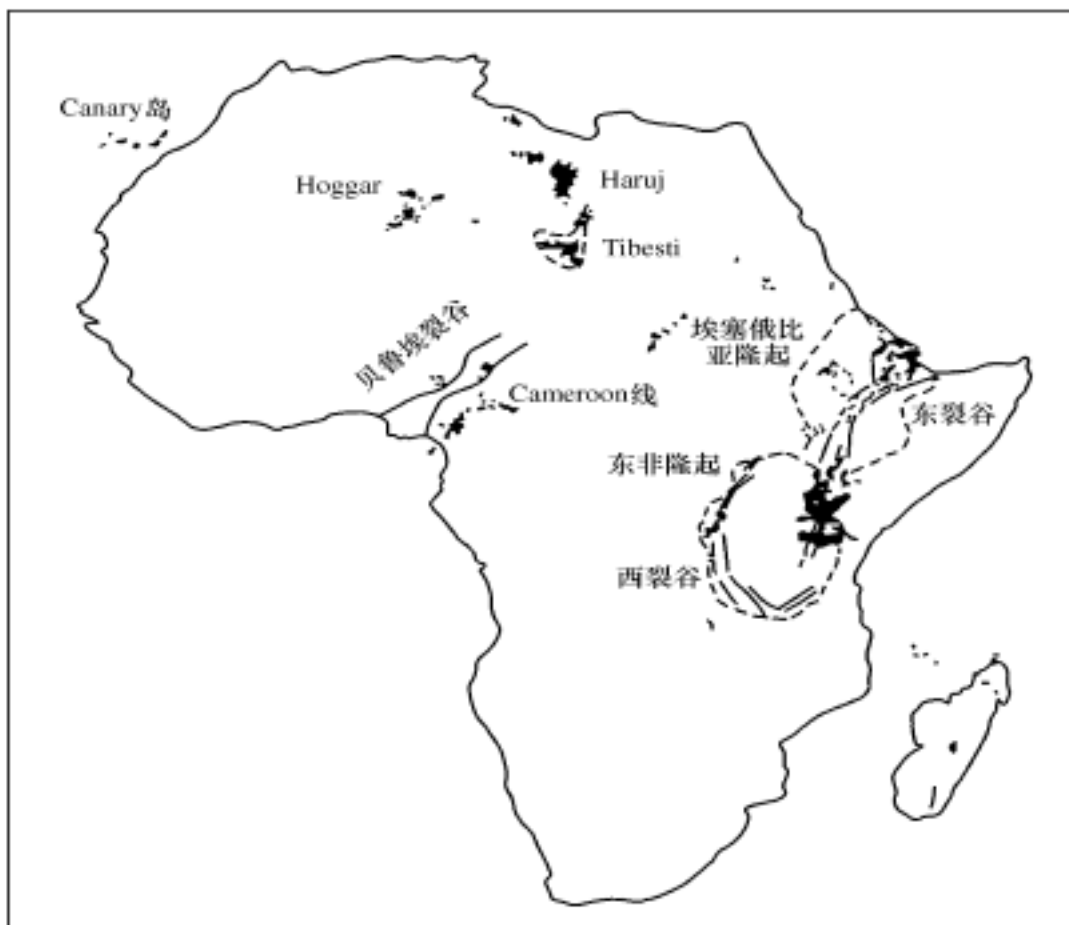 Canary岛
Hoggar
Haruj
Tibesti
贝鲁埃裂谷
埃塞俄比
亚隆起
Cameroon线
东裂谷
东非隆起
西裂谷